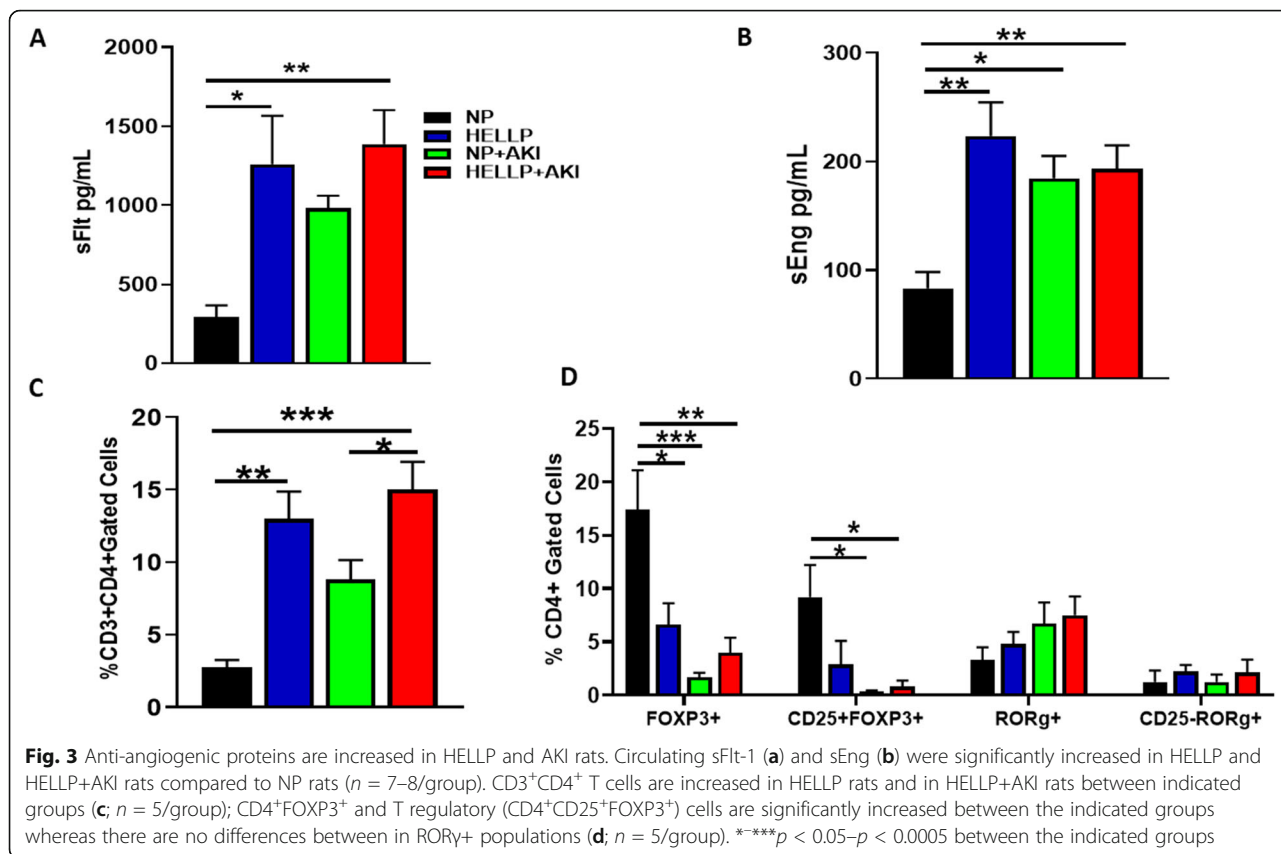 A
2000
1500
1000
500
0
sFlt pg/mL
*
**
NP
HELLP
NP+AKI
HELLP+AKI
B
300
200
100
0
sEng pg/mL
**
*
**
C
20
15
10
5
0
%CD3+CD4+Gated Cells
***
**
*
D
25
20
15
10
5
0
% CD4+ Gated Cells
**
***
*
*
*
FOXP3+ CD25+FOXP3+ RORg+ CD25-RORg+
Fig. 3 Anti-angiogenic proteins are increased in HELLP and AKI rats. Circulating sFlt-1 (a) and sEng (b) were significantly increased in HELLP and
HELLP+AKI rats compared to NP rats (n = 7–8/group). CD3⁺CD4⁺ T cells are increased in HELLP rats and in HELLP+AKI rats between indicated
groups (c; n = 5/group); CD4⁺FOXP3⁺ and T regulatory (CD4⁺CD25⁺FOXP3⁺) cells are significantly increased between the indicated groups
whereas there are no differences between in RORγ+ populations (d; n = 5/group). *⁻***p < 0.05–p < 0.0005 between the indicated groups